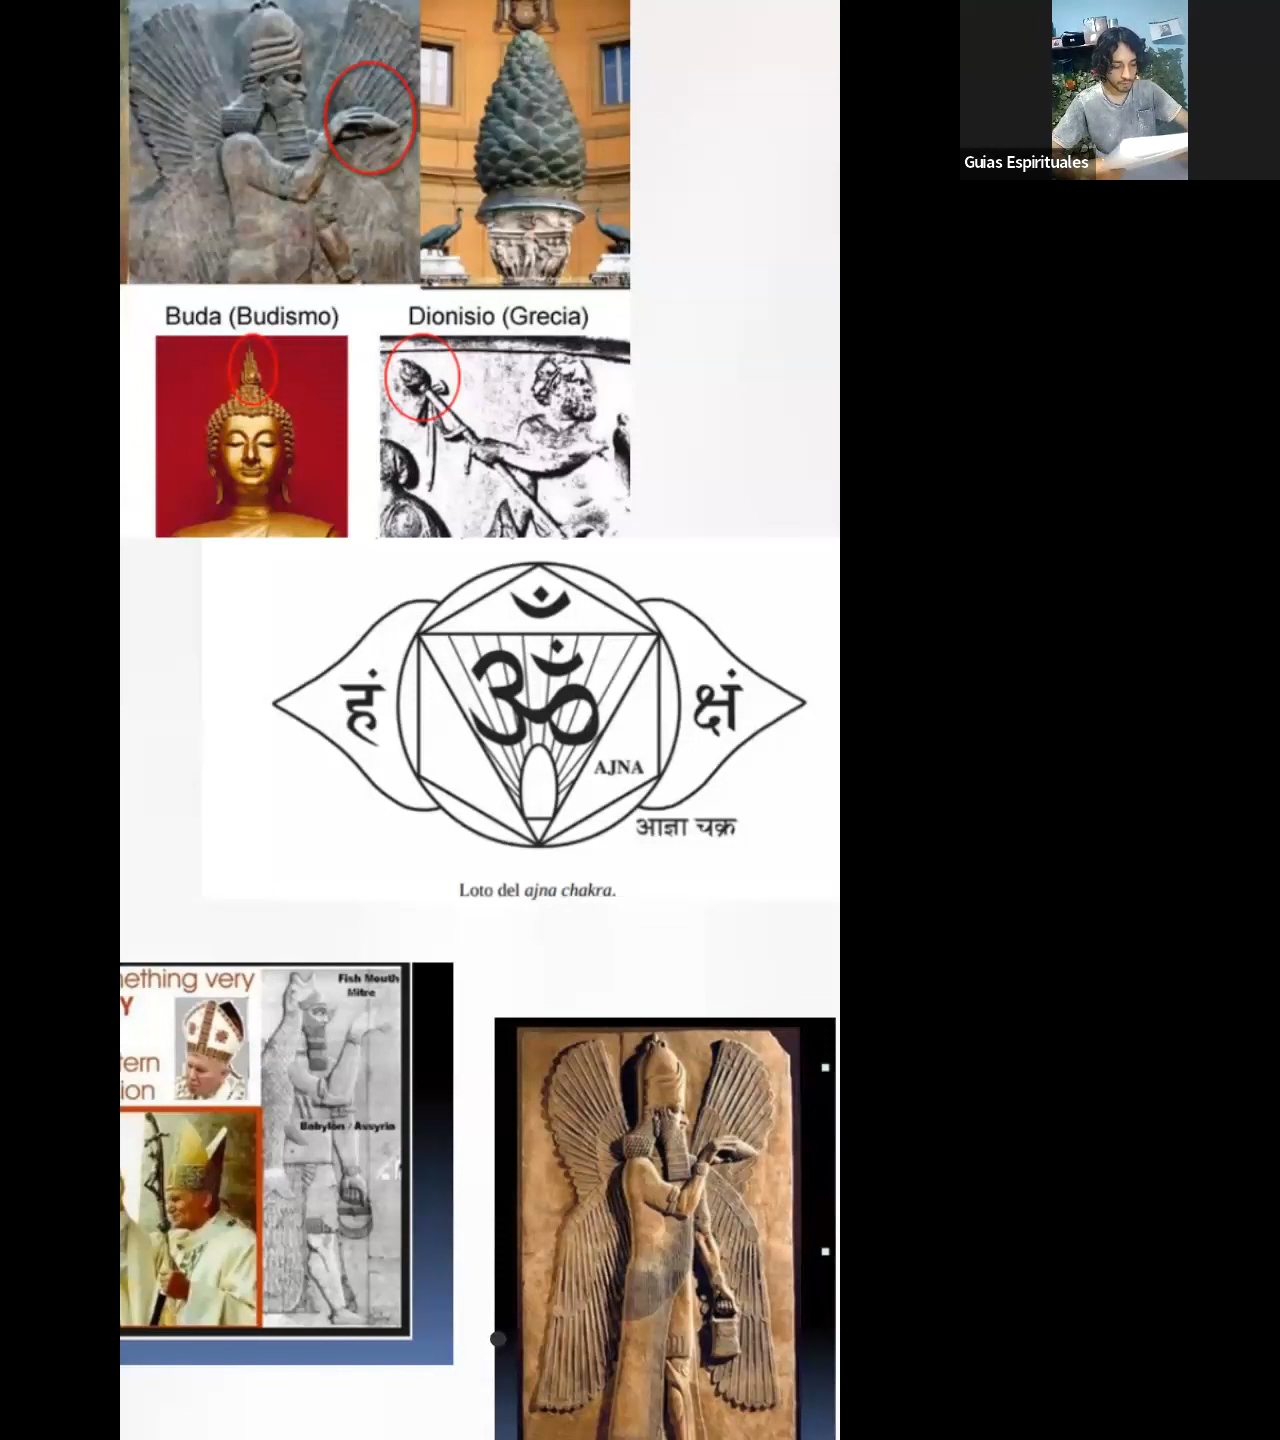 Guias Espirituales
Buda (Budismo)
Dionisio (Grecia)
ॐ
हं
क्षं
AJNA
आज्ञा चक्र
Loto del ajna chakra.
ething very
Y
tern
ion
Fish Mouth
Mitre
Babylon / Assyria